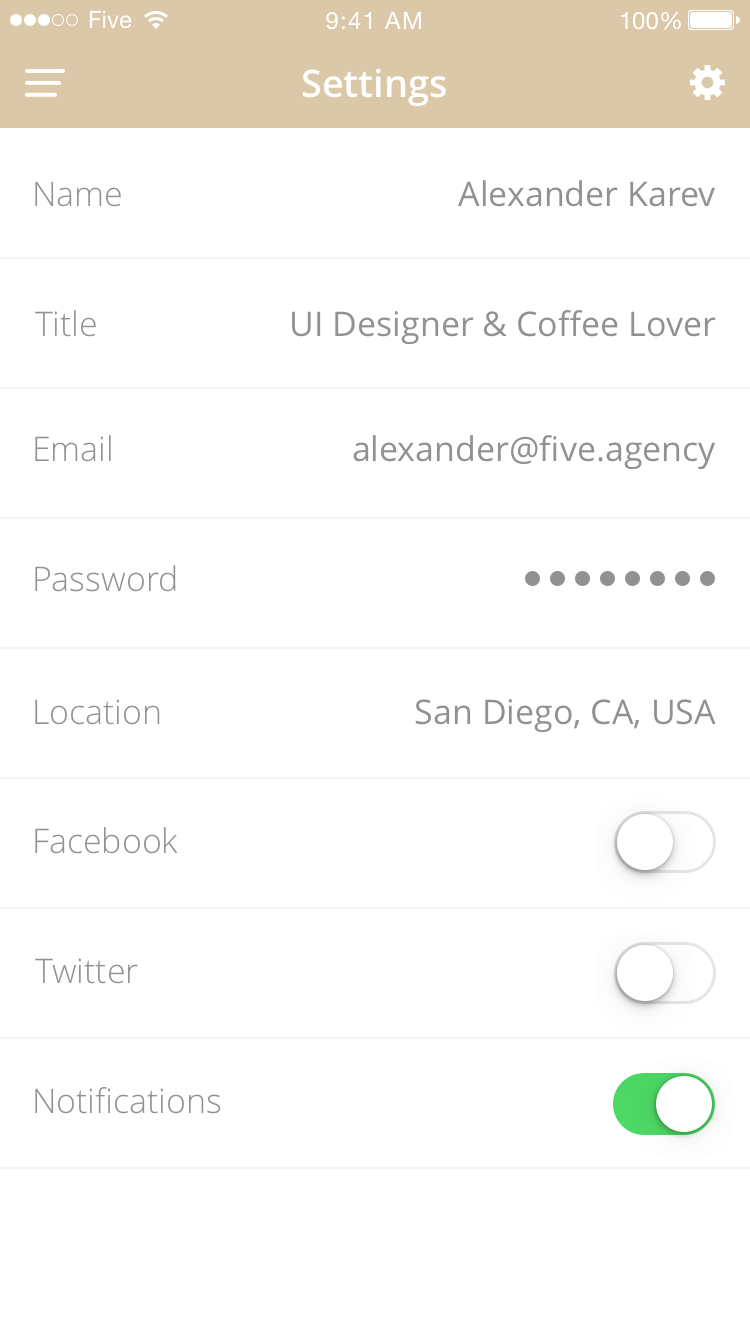 Five 9:41 AM 100%
Settings
Name Alexander Karev
Title UI Designer & Coffee Lover
Email alexander@five.agency
Password ●●●●●●●●
Location San Diego, CA, USA
Facebook
Twitter
Notifications